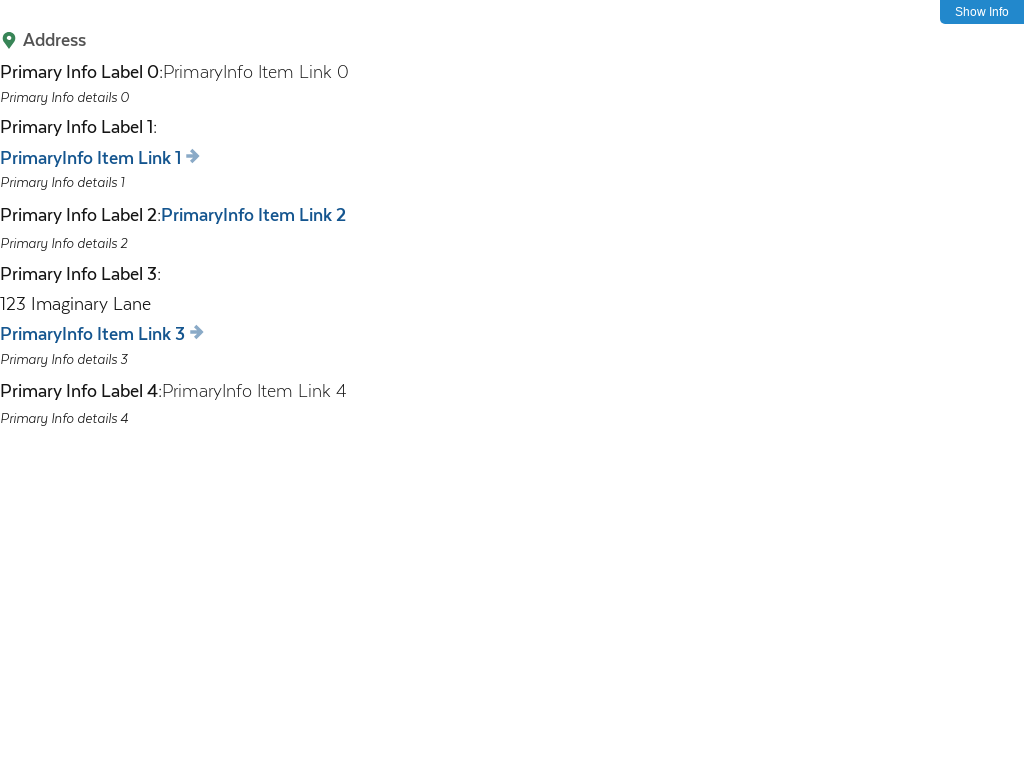 Show Info
Address
Primary Info Label 0:PrimaryInfo Item Link 0
Primary Info details 0
Primary Info Label 1:
PrimaryInfo Item Link 1
Primary Info details 1
Primary Info Label 2:PrimaryInfo Item Link 2
Primary Info details 2
Primary Info Label 3:
123 Imaginary Lane
PrimaryInfo Item Link 3
Primary Info details 3
Primary Info Label 4:PrimaryInfo Item Link 4
Primary Info details 4